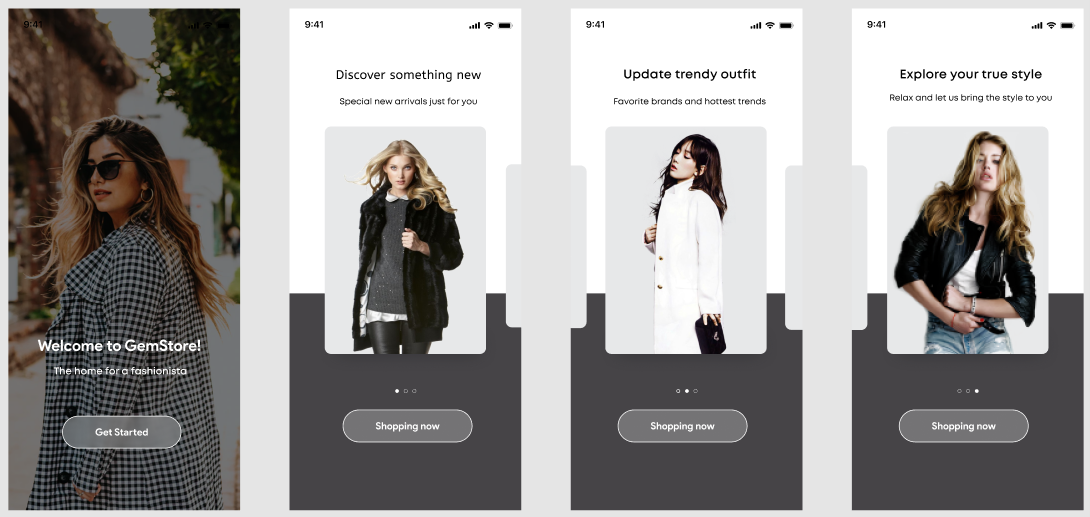 9:41
Welcome to GemStore!
The home for a fashionista
Get Started
9:41
Discover something new
Special new arrivals just for you
Shopping now
9:41
Update trendy outfit
Favorite brands and hottest trends
Shopping now
9:41
Explore your true style
Relax and let us bring the style to you
Shopping now